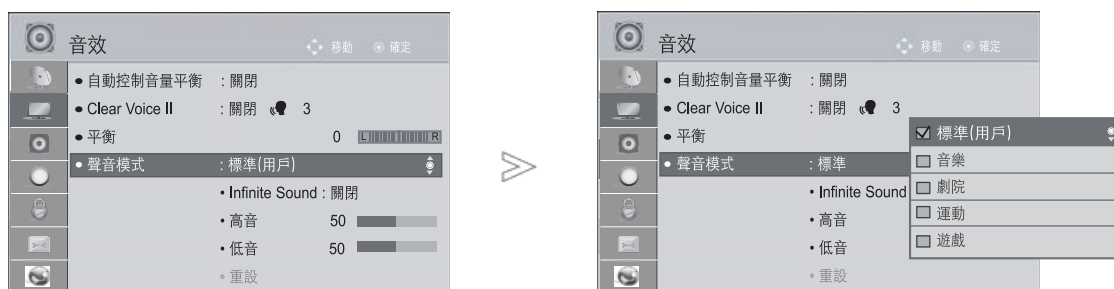 音效 移動 確定
自動控制音量平衡 : 關閉
Clear Voice II : 關閉 3
平衡 0 L R
聲音模式 : 標準(用戶)
• Infinite Sound : 關閉
• 高音 50
• 低音 50
• 重設
音效 移動 確定
自動控制音量平衡 : 關閉
Clear Voice II : 關閉 3
平衡
聲音模式 : 標準
• Infinite Sound
• 高音
• 低音
• 重設
標準(用戶)
音樂
劇院
運動
遊戲